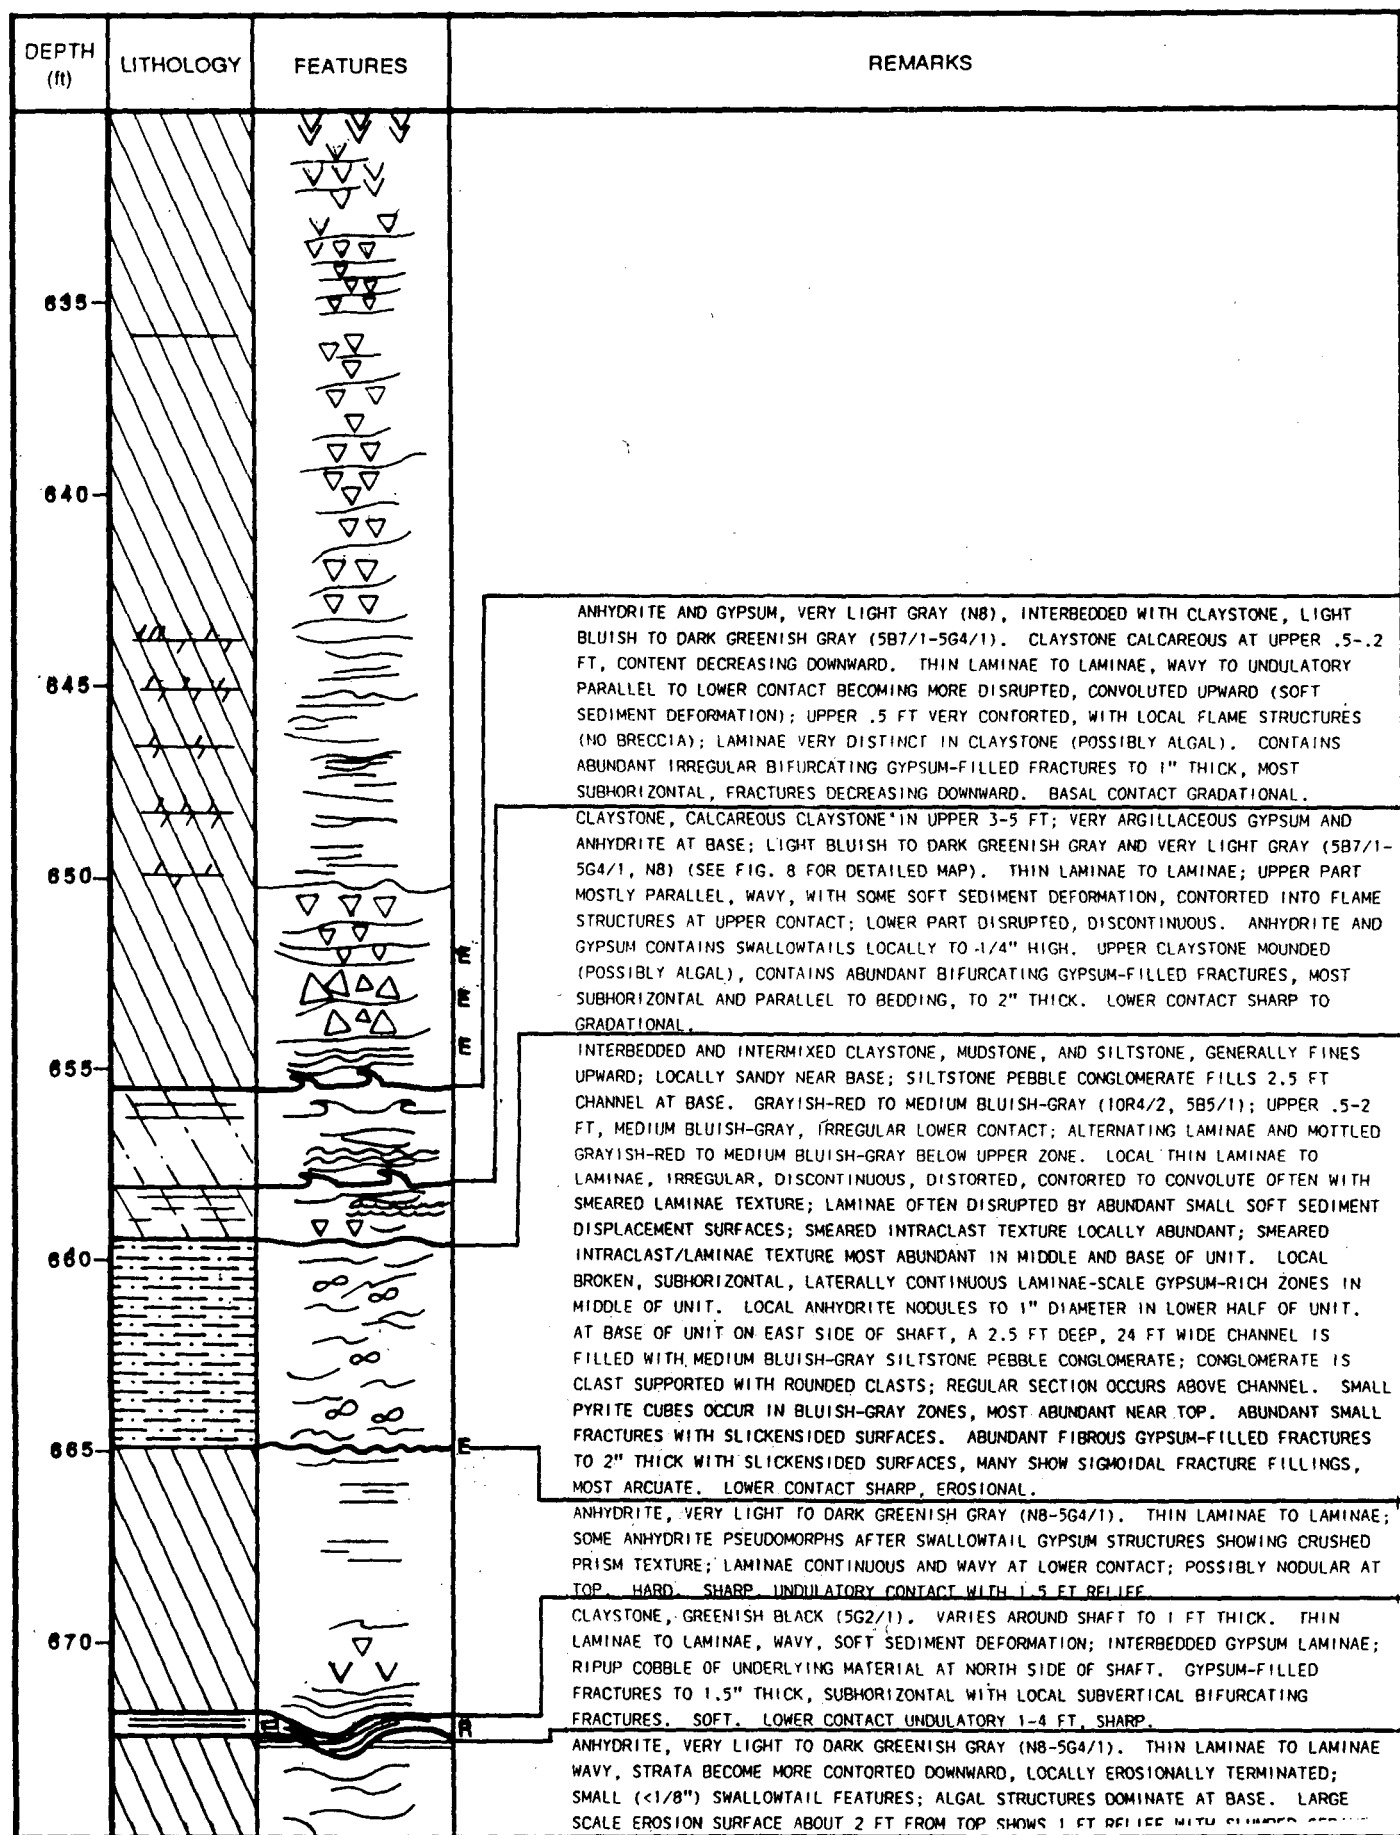 DEPTH (ft)
LITHOLOGY
FEATURES
REMARKS
635
640
645
650
655
660
665
670
E
E
E
E
R
ANHYDRITE AND GYPSUM, VERY LIGHT GRAY (N8), INTERBEDDED WITH CLAYSTONE, LIGHT
BLUISH TO DARK GREENISH GRAY (5B7/1-5G4/1). CLAYSTONE CALCAREOUS AT UPPER .5-.2
FT, CONTENT DECREASING DOWNWARD. THIN LAMINAE TO LAMINAE, WAVY TO UNDULATORY
PARALLEL TO LOWER CONTACT BECOMING MORE DISRUPTED, CONVOLUTED UPWARD (SOFT
SEDIMENT DEFORMATION); UPPER .5 FT VERY CONTORTED, WITH LOCAL FLAME STRUCTURES
(NO BRECCIA); LAMINAE VERY DISTINCT IN CLAYSTONE (POSSIBLY ALGAL). CONTAINS
ABUNDANT IRREGULAR BIFURCATING GYPSUM-FILLED FRACTURES TO 1" THICK, MOST
SUBHORIZONTAL, FRACTURES DECREASING DOWNWARD. BASAL CONTACT GRADATIONAL.
CLAYSTONE, CALCAREOUS CLAYSTONE IN UPPER 3-5 FT; VERY ARGILLACEOUS GYPSUM AND
ANHYDRITE AT BASE; LIGHT BLUISH TO DARK GREENISH GRAY AND VERY LIGHT GRAY (5B7/1-
5G4/1, N8) (SEE FIG. 8 FOR DETAILED MAP). THIN LAMINAE TO LAMINAE; UPPER PART
MOSTLY PARALLEL, WAVY, WITH SOME SOFT SEDIMENT DEFORMATION, CONTORTED INTO FLAME
STRUCTURES AT UPPER CONTACT; LOWER PART DISRUPTED, DISCONTINUOUS. ANHYDRITE AND
GYPSUM CONTAINS SWALLOWTAILS LOCALLY TO 1/4" HIGH. UPPER CLAYSTONE MOUNDED
(POSSIBLY ALGAL), CONTAINS ABUNDANT BIFURCATING GYPSUM-FILLED FRACTURES, MOST
SUBHORIZONTAL AND PARALLEL TO BEDDING, TO 2" THICK. LOWER CONTACT SHARP TO
GRADATIONAL.
INTERBEDDED AND INTERMIXED CLAYSTONE, MUDSTONE, AND SILTSTONE, GENERALLY FINES
UPWARD; LOCALLY SANDY NEAR BASE; SILTSTONE PEBBLE CONGLOMERATE FILLS 2.5 FT
CHANNEL AT BASE. GRAYISH-RED TO MEDIUM BLUISH-GRAY (10R4/2, 5B5/1); UPPER .5-2
FT, MEDIUM BLUISH-GRAY, IRREGULAR LOWER CONTACT; ALTERNATING LAMINAE AND MOTTLED
GRAYISH-RED TO MEDIUM BLUISH-GRAY BELOW UPPER ZONE. LOCAL THIN LAMINAE TO
LAMINAE, IRREGULAR, DISCONTINUOUS, DISTORTED, CONTORTED TO CONVOLUTE OFTEN WITH
SMEARED LAMINAE TEXTURE; LAMINAE OFTEN DISRUPTED BY ABUNDANT SMALL SOFT SEDIMENT
DISPLACEMENT SURFACES; SMEARED INTRACLAST TEXTURE LOCALLY ABUNDANT; SMEARED
INTRACLAST/LAMINAE TEXTURE MOST ABUNDANT IN MIDDLE AND BASE OF UNIT. LOCAL
BROKEN, SUBHORIZONTAL, LATERALLY CONTINUOUS LAMINAE-SCALE GYPSUM-RICH ZONES IN
MIDDLE OF UNIT. LOCAL ANHYDRITE NODULES TO 1" DIAMETER IN LOWER HALF OF UNIT.
AT BASE OF UNIT ON EAST SIDE OF SHAFT, A 2.5 FT DEEP, 24 FT WIDE CHANNEL IS
FILLED WITH MEDIUM BLUISH-GRAY SILTSTONE PEBBLE CONGLOMERATE; CONGLOMERATE IS
CLAST SUPPORTED WITH ROUNDED CLASTS; REGULAR SECTION OCCURS ABOVE CHANNEL. SMALL
PYRITE CUBES OCCUR IN BLUISH-GRAY ZONES, MOST ABUNDANT NEAR TOP. ABUNDANT SMALL
FRACTURES WITH SLICKENSIDED SURFACES. ABUNDANT FIBROUS GYPSUM-FILLED FRACTURES
TO 2" THICK WITH SLICKENSIDED SURFACES, MANY SHOW SIGMOIDAL FRACTURE FILLINGS,
MOST ARCUATE. LOWER CONTACT SHARP, EROSIONAL.
ANHYDRITE, VERY LIGHT TO DARK GREENISH GRAY (N8-5G4/1). THIN LAMINAE TO LAMINAE;
SOME ANHYDRITE PSEUDOMORPHS AFTER SWALLOWTAIL GYPSUM STRUCTURES SHOWING CRUSHED
PRISM TEXTURE; LAMINAE CONTINUOUS AND WAVY AT LOWER CONTACT; POSSIBLY NODULAR AT
TOP. HARD. SHARP UNDULATORY CONTACT WITH 1.5 FT RELIEF
CLAYSTONE, GREENISH BLACK (5G2/1). VARIES AROUND SHAFT TO 1 FT THICK. THIN
LAMINAE TO LAMINAE, WAVY, SOFT SEDIMENT DEFORMATION; INTERBEDDED GYPSUM LAMINAE;
RIPUP COBBLE OF UNDERLYING MATERIAL AT NORTH SIDE OF SHAFT. GYPSUM-FILLED
FRACTURES TO 1.5" THICK, SUBHORIZONTAL WITH LOCAL SUBVERTICAL BIFURCATING
FRACTURES. SOFT. LOWER CONTACT UNDULATORY 1-4 FT, SHARP.
ANHYDRITE, VERY LIGHT TO DARK GREENISH GRAY (N8-5G4/1). THIN LAMINAE TO LAMINAE
WAVY, STRATA BECOME MORE CONTORTED DOWNWARD, LOCALLY EROSIONALLY TERMINATED;
SMALL (<1/8") SWALLOWTAIL FEATURES; ALGAL STRUCTURES DOMINATE AT BASE. LARGE
SCALE EROSION SURFACE ABOUT 2 FT FROM TOP SHOWS 1 FT RELIEF WITH